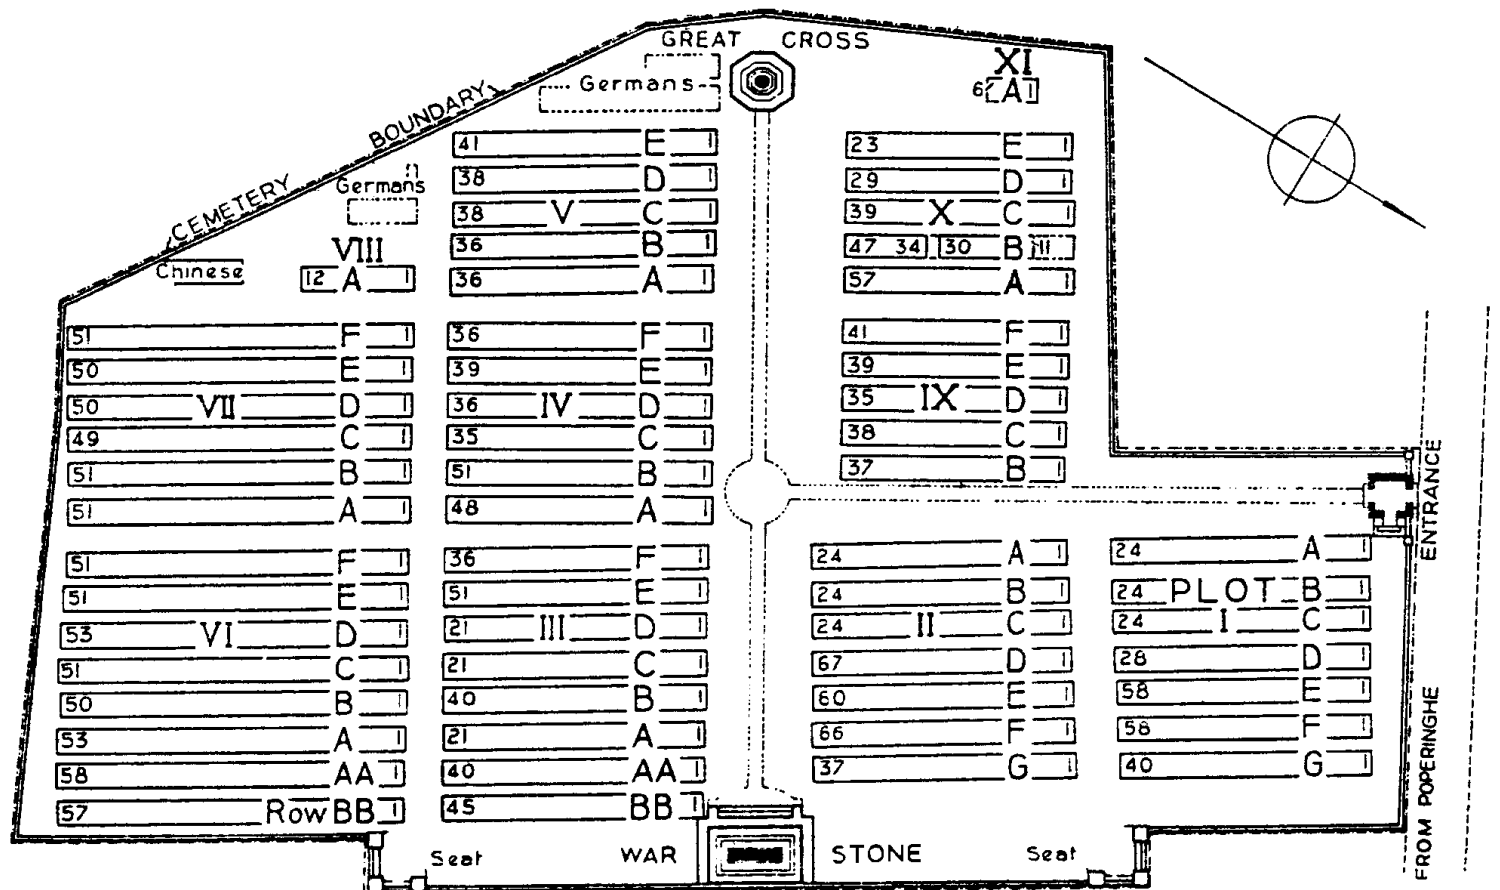 GREAT CROSS
XI
6 A 1
Germans
CEMETERY BOUNDARY
41 E 1
38 D 1
38 V C 1
36 B 1
36 A 1
23 E 1
29 D 1
39 X C 1
47 34 30 B 11 1
57 A 1
Germans
VIII
Chinese
12 A 1
51 F 1
50 E 1
50 VII D 1
49 C 1
51 B 1
51 A 1
36 F 1
39 E 1
36 IV D 1
35 C 1
51 B 1
48 A 1
41 F 1
39 E 1
35 IX D 1
38 C 1
37 B 1
ENTRANCE
51 F 1
51 E 1
53 VI D 1
51 C 1
50 B 1
53 A 1
58 AA 1
57 Row BB 1
36 F 1
51 E 1
21 III D 1
21 C 1
40 B 1
21 A 1
40 AA 1
45 BB 1
24 A 1
24 B 1
24 II C 1
67 D 1
60 E 1
66 F 1
37 G 1
24 A 1
24 PLOT B 1
24 I C 1
28 D 1
58 E 1
58 F 1
40 G 1
FROM POPERINGHE
Seat
WAR STONE
Seat